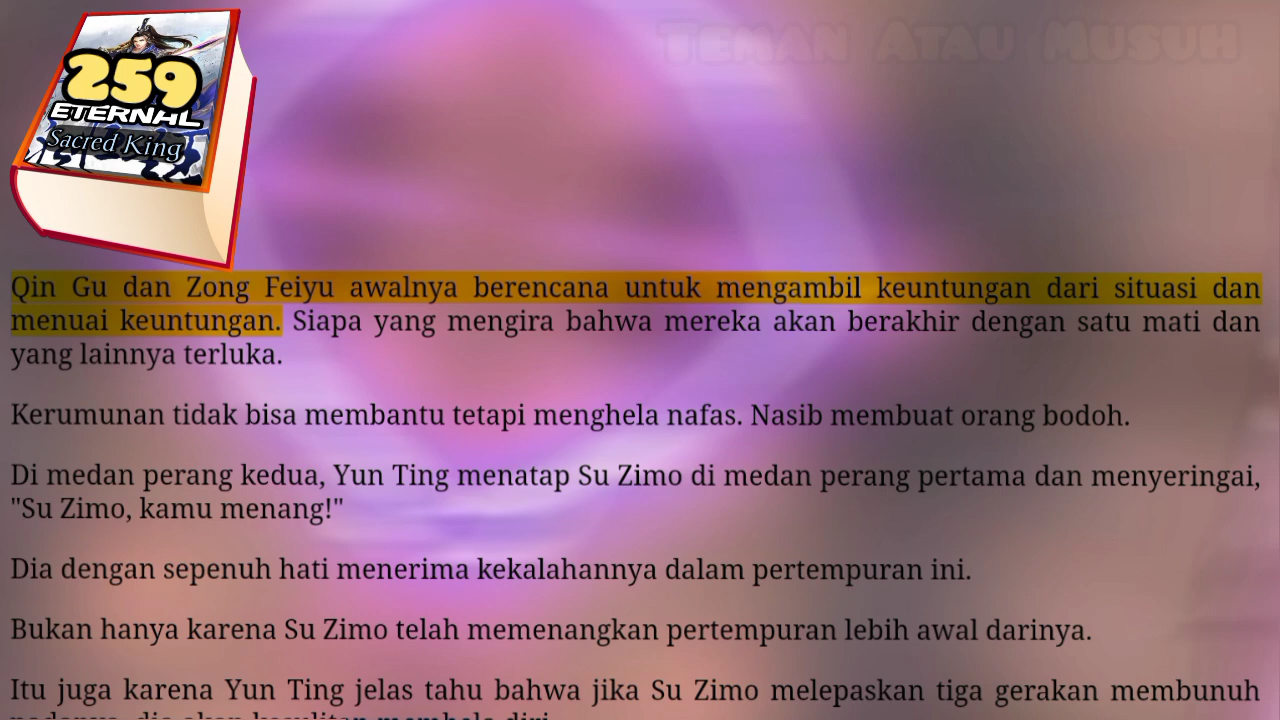 Teman Atau Musuh
259
ETERNAL
Sacred King
Qin Gu dan Zong Feiyu awalnya berencana untuk mengambil keuntungan dari situasi dan
menuai keuntungan. Siapa yang mengira bahwa mereka akan berakhir dengan satu mati dan
yang lainnya terluka.
Kerumunan tidak bisa membantu tetapi menghela nafas. Nasib membuat orang bodoh.
Di medan perang kedua, Yun Ting menatap Su Zimo di medan perang pertama dan menyeringai,
"Su Zimo, kamu menang!"
Dia dengan sepenuh hati menerima kekalahannya dalam pertempuran ini.
Bukan hanya karena Su Zimo telah memenangkan pertempuran lebih awal darinya.
Itu juga karena Yun Ting jelas tahu bahwa jika Su Zimo melepaskan tiga gerakan membunuh